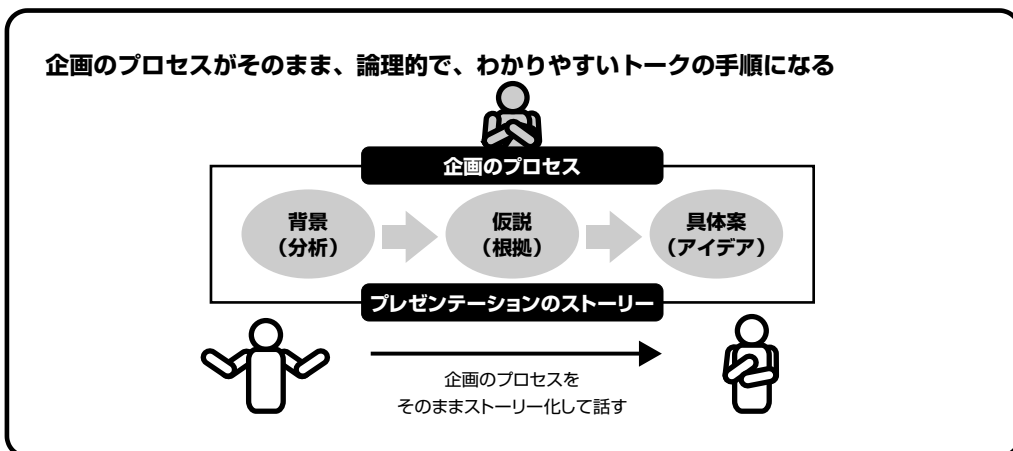 企画のプロセスがそのまま、論理的で、わかりやすいトークの手順になる
企画のプロセス
背景
（分析）
仮説
（根拠）
具体案
（アイデア）
プレゼンテーションのストーリー
企画のプロセスを
そのままストーリー化して話す